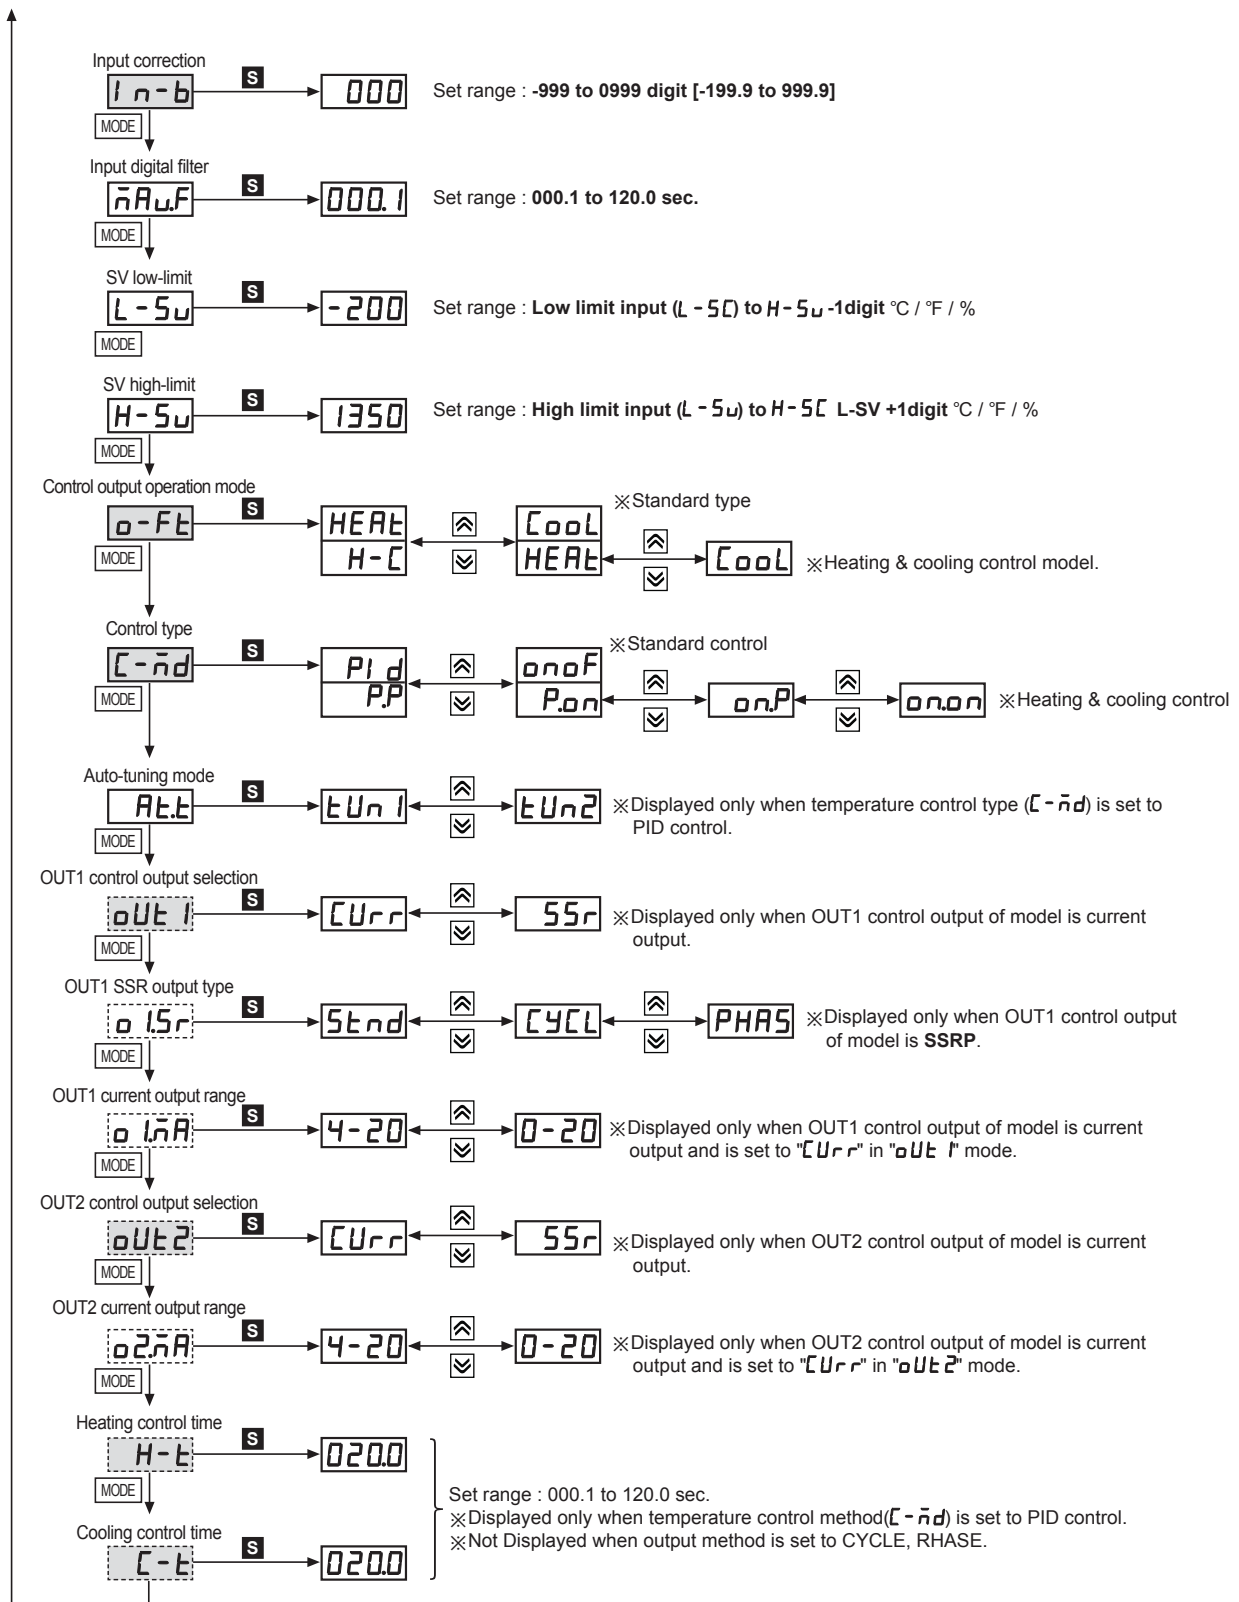 Input correction
In-b S 000 Set range : -999 to 0999 digit [-199.9 to 999.9]
MODE
Input digital filter
mAu.F S 000.1 Set range : 000.1 to 120.0 sec.
MODE
SV low-limit
L-Su S -200 Set range : Low limit input (L-SC) to H-Su -1digit °C / °F / %
MODE
SV high-limit
H-Su S 1350 Set range : High limit input (L-Su) to H-SC L-SV +1digit °C / °F / %
MODE
Control output operation mode
o-Ft S HEAt CooL ※Standard type
MODE H-C HEAt CooL ※Heating & cooling control model.
Control type
C-md S PId onoF ※Standard control
MODE P.P P.on on.P on.on ※Heating & cooling control
Auto-tuning mode
At.t S tUn1 tUn2 ※Displayed only when temperature control type (C-md) is set to
PID control.
MODE
OUT1 control output selection
oUt1 S CUrr SSr ※Displayed only when OUT1 control output of model is current
output.
MODE
OUT1 SSR output type
o1.Sr S Stnd CYCL PHAS ※Displayed only when OUT1 control output
of model is SSRP.
MODE
OUT1 current output range
o1.mA S 4-20 0-20 ※Displayed only when OUT1 control output of model is current
output and is set to "CUrr" in "oUt1" mode.
MODE
OUT2 control output selection
oUt2 S CUrr SSr ※Displayed only when OUT2 control output of model is current
output.
MODE
OUT2 current output range
o2.mA S 4-20 0-20 ※Displayed only when OUT2 control output of model is current
output and is set to "CUrr" in "oUt2" mode.
MODE
Heating control time
H-t S 020.0
MODE
Set range : 000.1 to 120.0 sec.
※Displayed only when temperature control method(C-md) is set to PID control.
※Not Displayed when output method is set to CYCLE, RHASE.
Cooling control time
C-t S 020.0